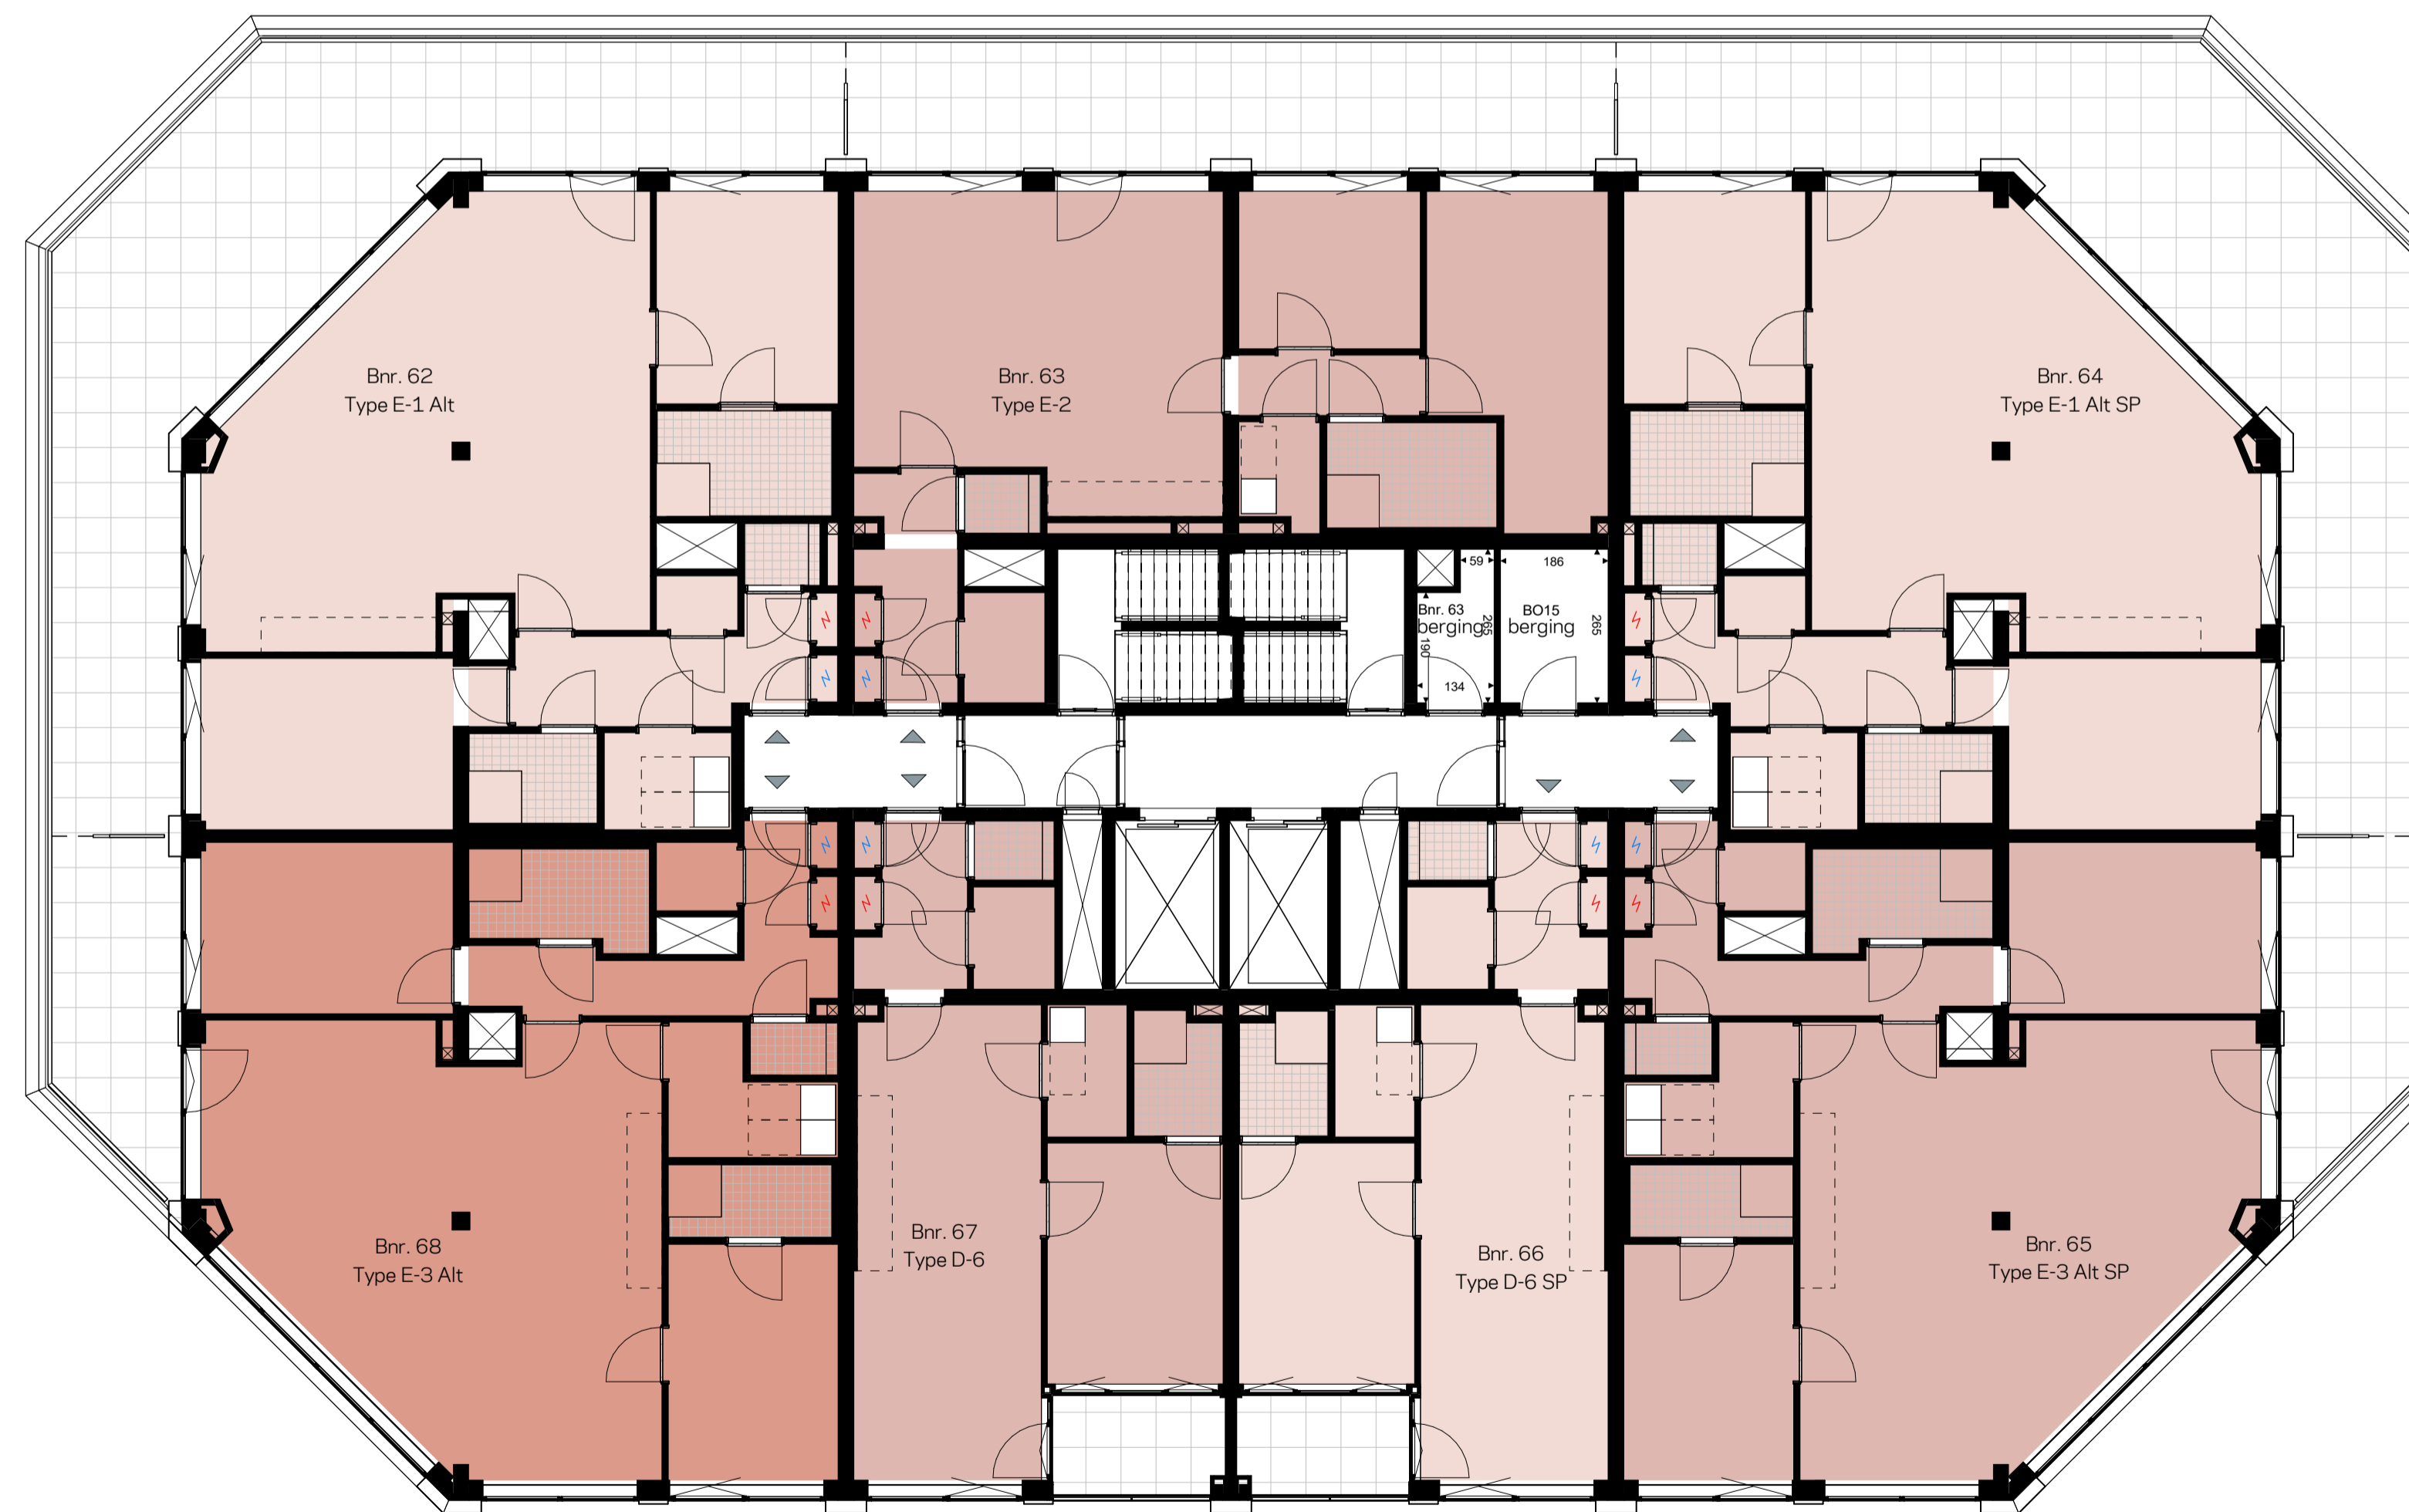 Bnr. 62
Type E-1 Alt
Bnr. 63
Type E-2
Bnr. 64
Type E-1 Alt SP
59
186
Bnr. 63
berging
265
190
134
BO15
berging
265
Bnr. 68
Type E-3 Alt
Bnr. 67
Type D-6
Bnr. 66
Type D-6 SP
Bnr. 65
Type E-3 Alt SP